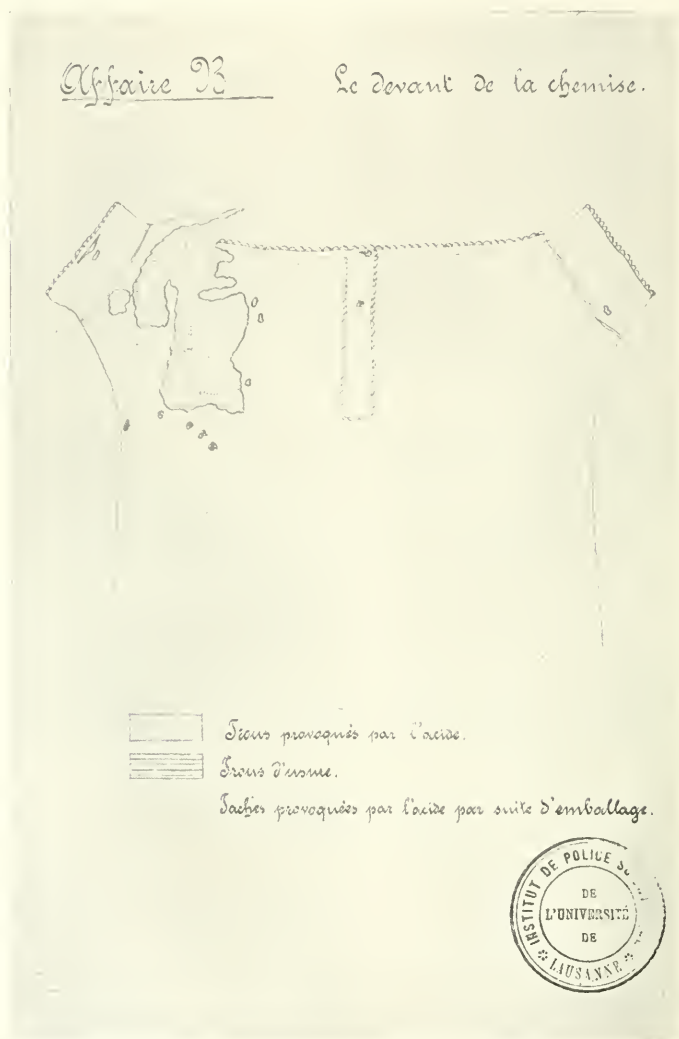 Affaire B
Le devant de la chemise.
Trous provoqués par l'acide.
Trous d'usure.
Taches provoquées par l'acide par suite d'emballage.
INSTITUT DE POLICE
DE
L'UNIVERSITÉ
DE
LAUSANNE